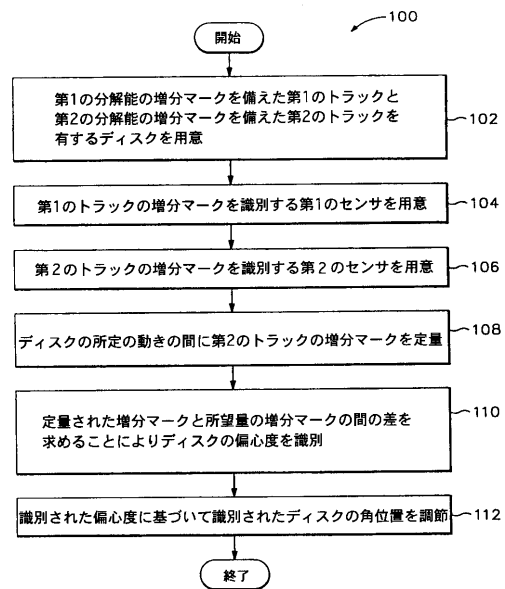 100
開始
第1の分解能の増分マークを備えた第1のトラックと
第2の分解能の増分マークを備えた第2のトラックを
有するディスクを用意
102
第1のトラックの増分マークを識別する第1のセンサを用意
104
第2のトラックの増分マークを識別する第2のセンサを用意
106
ディスクの所定の動きの間に第2のトラックの増分マークを定量
108
定量された増分マークと所望量の増分マークの間の差を
求めることによりディスクの偏心度を識別
110
識別された偏心度に基づいて識別されたディスクの角位置を調節
112
終了